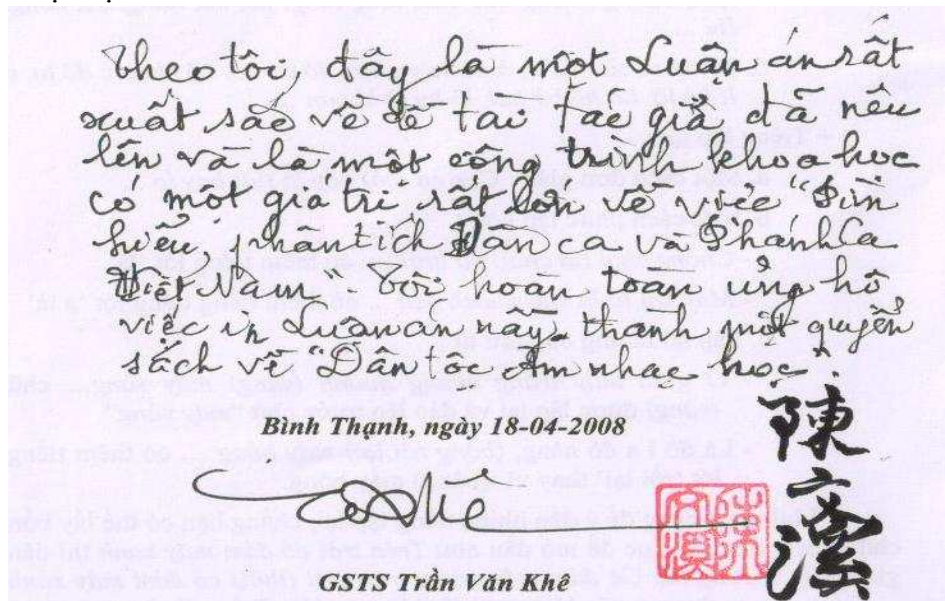 Theo tôi đây là một Luận án rất
xuất sắc về đề tài tác giả đã nêu
lên và là một công trình khoa học
có một giá trị rất lớn về việc "Tìm
hiểu, phân tích Dân ca và Thánh ca
Việt Nam". Tôi hoàn toàn ủng hộ
việc in Luận án nầy thành một quyển
sách về "Dân tộc Âm nhạc học".
Bình Thạnh, ngày 18-04-2008
GSTS Trần Văn Khê
陳文